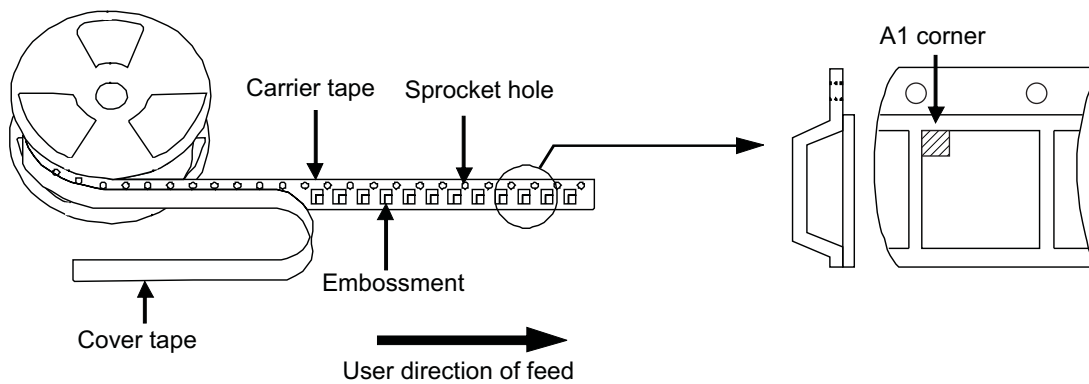 A1 corner
Carrier tape
Sprocket hole
Embossment
Cover tape
User direction of feed